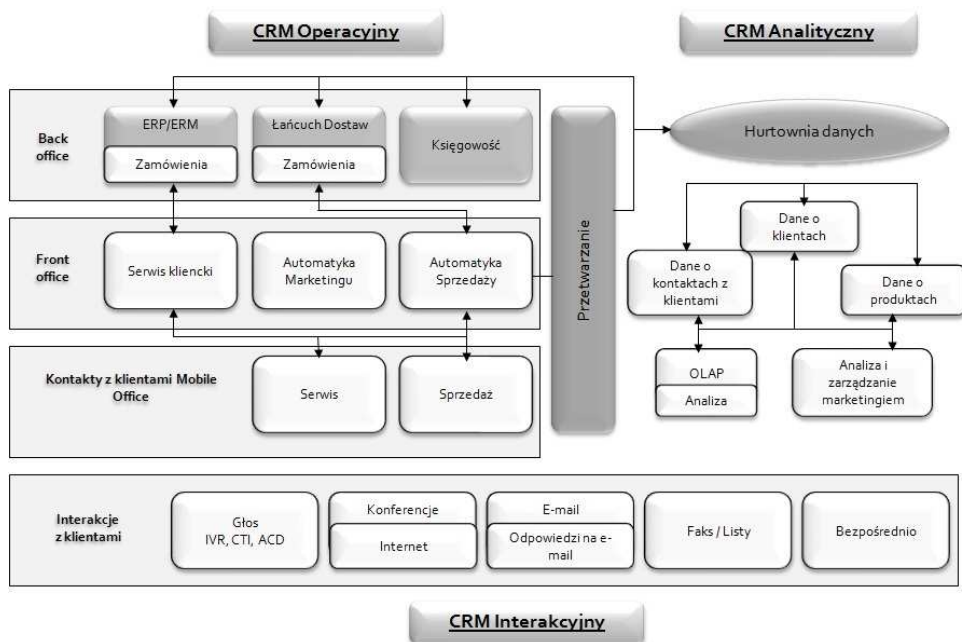 CRM Operacyjny
CRM Analityczny
Back
office
ERP/ERM
Zamówienia
Łańcuch Dostaw
Zamówienia
Księgowość
Przetwarzanie
Hurtownia danych
Front
office
Serwis kliencki
Automatyka
Marketingu
Automatyka
Sprzedaży
Dane o
klientach
Dane o
kontaktach z
klientami
Dane o
produktach
Kontakty z klientami Mobile
Office
Serwis
Sprzedaż
OLAP
Analiza
Analiza i
zarządzanie
marketingiem
Interakcje
z klientami
Głos
IVR, CTI, ACD
Konferencje
Internet
E-mail
Odpowiedzi na e-
mail
Faks / Listy
Bezpośrednio
CRM Interakcyjny